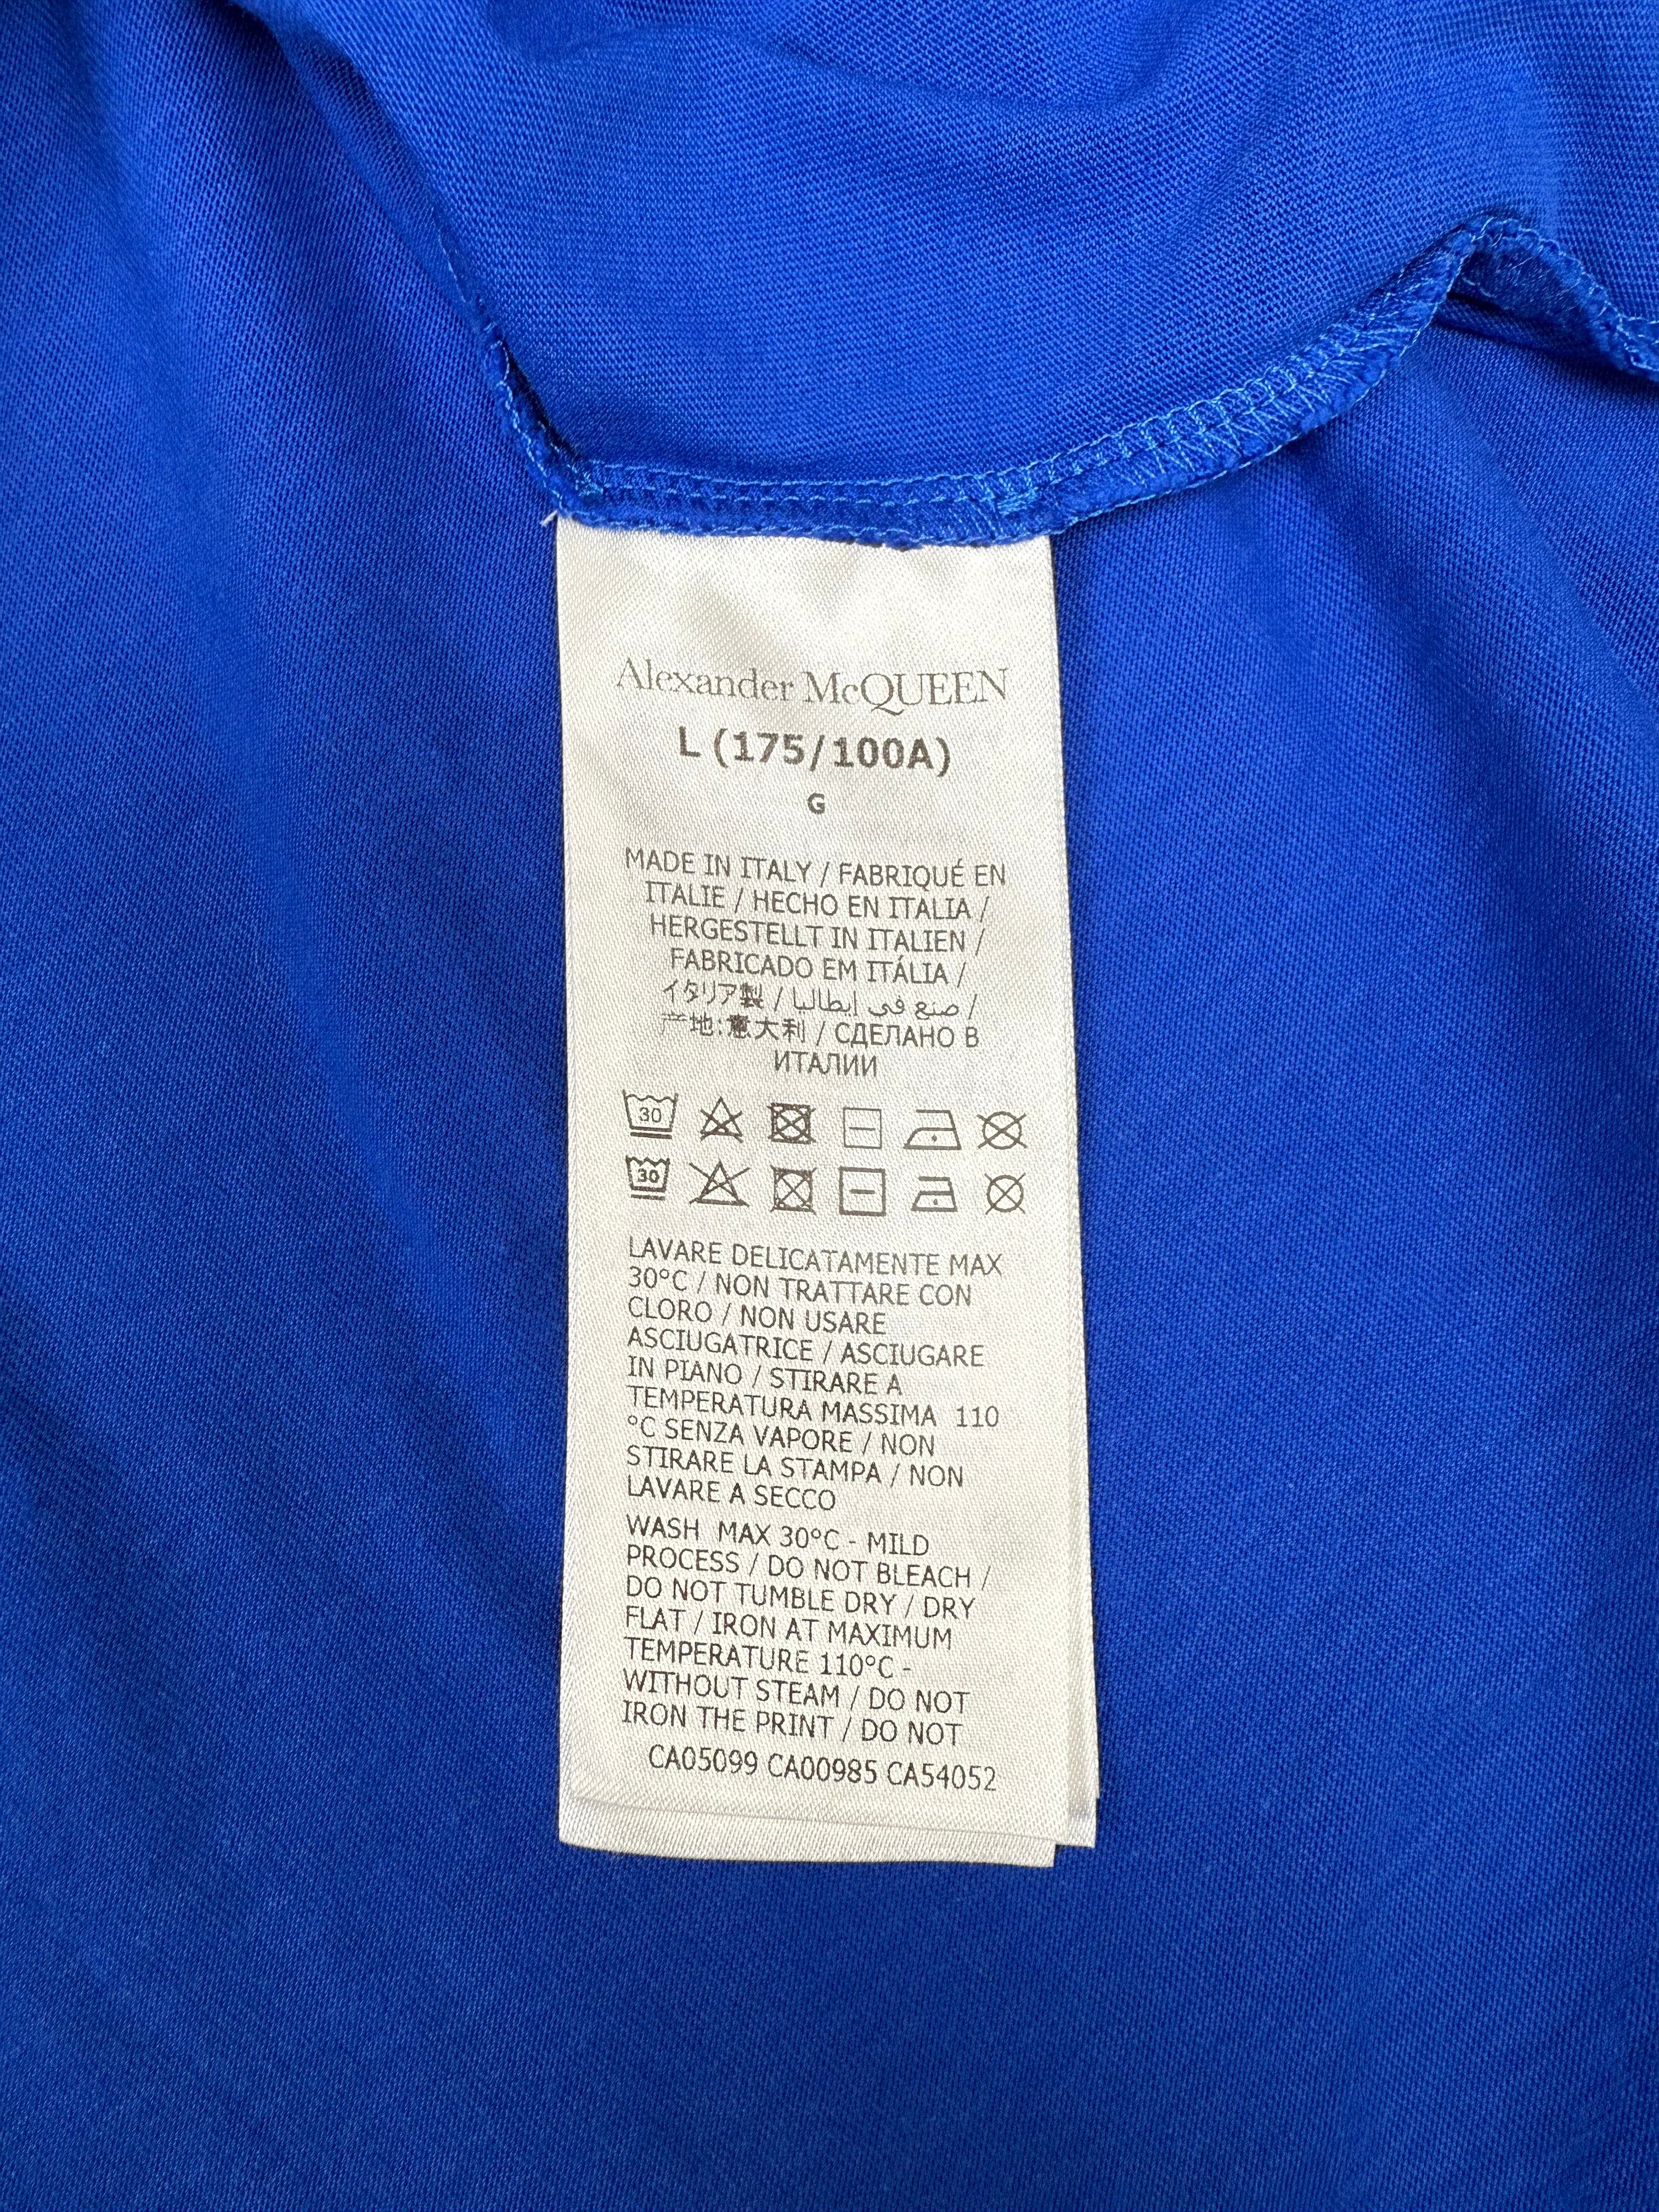 Alexander McQUEEN
L (175/100A)
G
MADE IN ITALY / FABRIQUÉ EN
ITALIE / HECHO EN ITALIA /
HERGESTELLT IN ITALIEN /
FABRICADO EM ITÁLIA /
イタリア製 / صنع في إيطاليا /
产地:意大利 / СДЕЛАНО В
ИТАЛИИ
30
30
LAVARE DELICATAMENTE MAX
30°C / NON TRATTARE CON
CLORO / NON USARE
ASCIUGATRICE / ASCIUGARE
IN PIANO / STIRARE A
TEMPERATURA MASSIMA 110
°C SENZA VAPORE / NON
STIRARE LA STAMPA / NON
LAVARE A SECCO
WASH MAX 30°C - MILD
PROCESS / DO NOT BLEACH /
DO NOT TUMBLE DRY / DRY
FLAT / IRON AT MAXIMUM
TEMPERATURE 110°C -
WITHOUT STEAM / DO NOT
IRON THE PRINT / DO NOT
CA05099 CA00985 CA54052